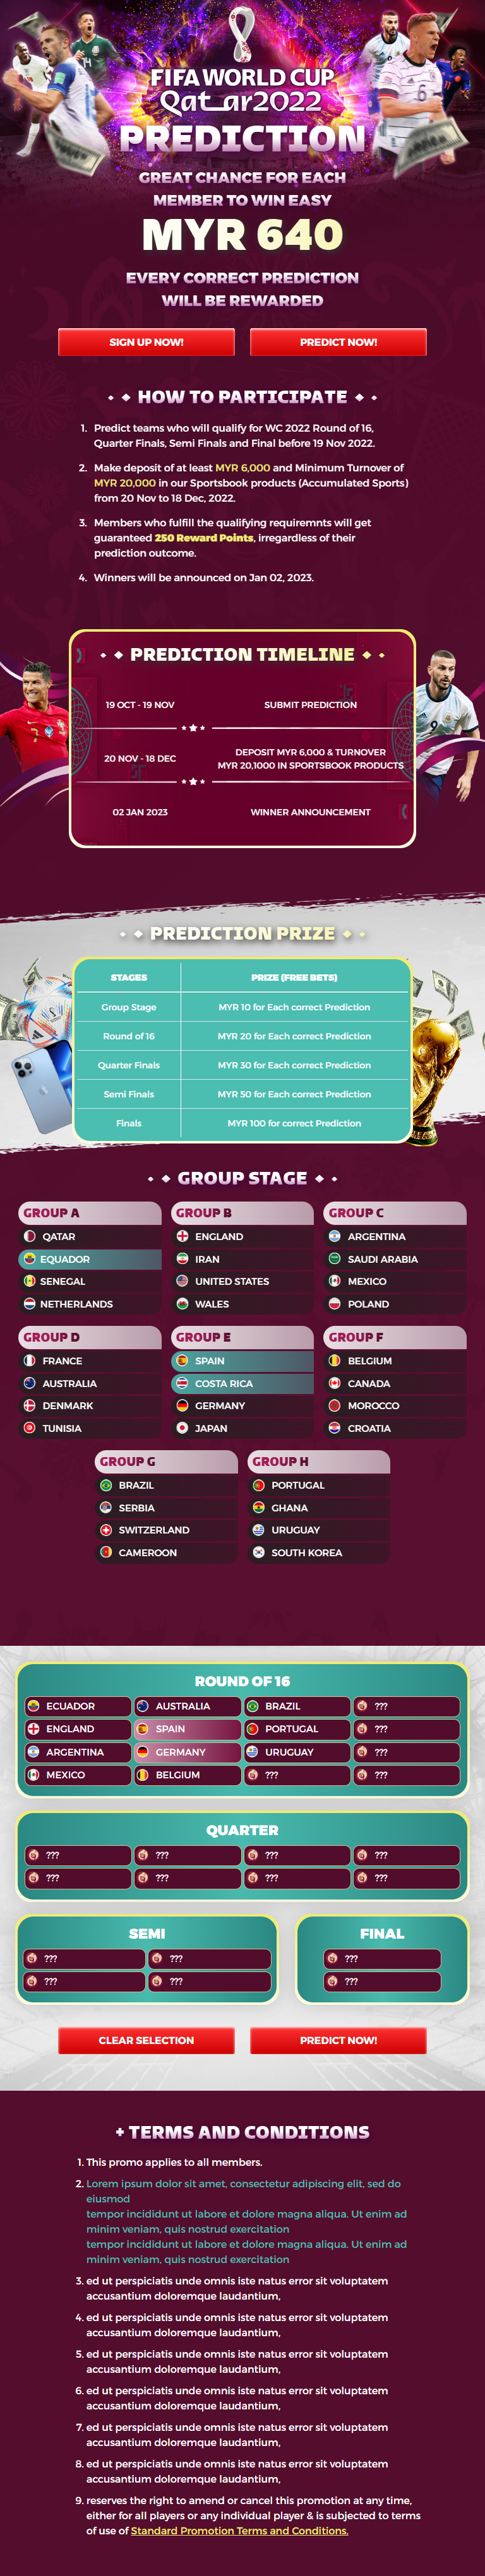 FIFA WORLD CUP
Qatar2022
PREDICTION
GREAT CHANCE FOR EACH
MEMBER TO WIN EASY
MYR 640
EVERY CORRECT PREDICTION
WILL BE REWARDED
SIGN UP NOW! PREDICT NOW!
HOW TO PARTICIPATE
1. Predict teams who will qualify for WC 2022 Round of 16,
Quarter Finals, Semi Finals and Final before 19 Nov 2022.
2. Make deposit of at least MYR 6,000 and Minimum Turnover of
MYR 20,000 in our Sportsbook products (Accumulated Sports)
from 20 Nov to 18 Dec, 2022.
3. Members who fulfill the qualifying requiremnts will get
guaranteed 250 Reward Points, irregardless of their
prediction outcome.
4. Winners will be announced on Jan 02, 2023.
PREDICTION TIMELINE
19 OCT - 19 NOV SUBMIT PREDICTION
20 NOV - 18 DEC DEPOSIT MYR 6,000 & TURNOVER
MYR 20,1000 IN SPORTSBOOK PRODUCTS
02 JAN 2023 WINNER ANNOUNCEMENT
PREDICTION PRIZE
STAGES PRIZE (FREE BETS)
Group Stage MYR 10 for Each correct Prediction
Round of 16 MYR 20 for Each correct Prediction
Quarter Finals MYR 30 for Each correct Prediction
Semi Finals MYR 50 for Each correct Prediction
Finals MYR 100 for correct Prediction
GROUP STAGE
GROUP A
QATAR
EQUADOR
SENEGAL
NETHERLANDS
GROUP B
ENGLAND
IRAN
UNITED STATES
WALES
GROUP C
ARGENTINA
SAUDI ARABIA
MEXICO
POLAND
GROUP D
FRANCE
AUSTRALIA
DENMARK
TUNISIA
GROUP E
SPAIN
COSTA RICA
GERMANY
JAPAN
GROUP F
BELGIUM
CANADA
MOROCCO
CROATIA
GROUP G
BRAZIL
SERBIA
SWITZERLAND
CAMEROON
GROUP H
PORTUGAL
GHANA
URUGUAY
SOUTH KOREA
ROUND OF 16
ECUADOR AUSTRALIA BRAZIL ???
ENGLAND SPAIN PORTUGAL ???
ARGENTINA GERMANY URUGUAY ???
MEXICO BELGIUM ??? ???
QUARTER
??? ??? ??? ???
??? ??? ??? ???
SEMI
??? ???
??? ???
FINAL
???
???
CLEAR SELECTION PREDICT NOW!
+ TERMS AND CONDITIONS
1. This promo applies to all members.
2. Lorem ipsum dolor sit amet, consectetur adipiscing elit, sed do
eiusmod
tempor incididunt ut labore et dolore magna aliqua. Ut enim ad
minim veniam, quis nostrud exercitation
tempor incididunt ut labore et dolore magna aliqua. Ut enim ad
minim veniam, quis nostrud exercitation
3. ed ut perspiciatis unde omnis iste natus error sit voluptatem
accusantium doloremque laudantium,
4. ed ut perspiciatis unde omnis iste natus error sit voluptatem
accusantium doloremque laudantium,
5. ed ut perspiciatis unde omnis iste natus error sit voluptatem
accusantium doloremque laudantium,
6. ed ut perspiciatis unde omnis iste natus error sit voluptatem
accusantium doloremque laudantium,
7. ed ut perspiciatis unde omnis iste natus error sit voluptatem
accusantium doloremque laudantium,
8. ed ut perspiciatis unde omnis iste natus error sit voluptatem
accusantium doloremque laudantium,
9. reserves the right to amend or cancel this promotion at any time,
either for all players or any individual player & is subjected to terms
of use of Standard Promotion Terms and Conditions.